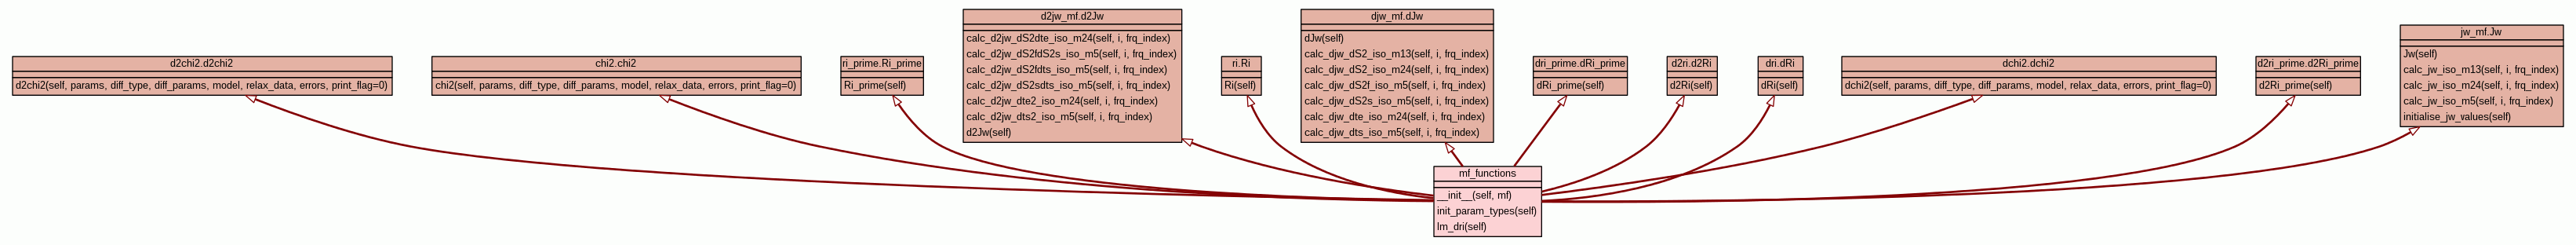 d2chi2.d2chi2
d2chi2(self, params, diff_type, diff_params, model, relax_data, errors, print_flag=0)
chi2.chi2
chi2(self, params, diff_type, diff_params, model, relax_data, errors, print_flag=0)
ri_prime.Ri_prime
Ri_prime(self)
d2jw_mf.d2Jw
calc_d2jw_dS2dte_iso_m24(self, i, frq_index)
calc_d2jw_dS2fdS2s_iso_m5(self, i, frq_index)
calc_d2jw_dS2fdts_iso_m5(self, i, frq_index)
calc_d2jw_dS2sdts_iso_m5(self, i, frq_index)
calc_d2jw_dte2_iso_m24(self, i, frq_index)
calc_d2jw_dts2_iso_m5(self, i, frq_index)
d2Jw(self)
ri.Ri
Ri(self)
djw_mf.dJw
dJw(self)
calc_djw_dS2_iso_m13(self, i, frq_index)
calc_djw_dS2_iso_m24(self, i, frq_index)
calc_djw_dS2f_iso_m5(self, i, frq_index)
calc_djw_dS2s_iso_m5(self, i, frq_index)
calc_djw_dte_iso_m24(self, i, frq_index)
calc_djw_dts_iso_m5(self, i, frq_index)
dri_prime.dRi_prime
dRi_prime(self)
d2ri.d2Ri
d2Ri(self)
dri.dRi
dRi(self)
dchi2.dchi2
dchi2(self, params, diff_type, diff_params, model, relax_data, errors, print_flag=0)
d2ri_prime.d2Ri_prime
d2Ri_prime(self)
jw_mf.Jw
Jw(self)
calc_jw_iso_m13(self, i, frq_index)
calc_jw_iso_m24(self, i, frq_index)
calc_jw_iso_m5(self, i, frq_index)
initialise_jw_values(self)
mf_functions
__init__(self, mf)
init_param_types(self)
lm_dri(self)